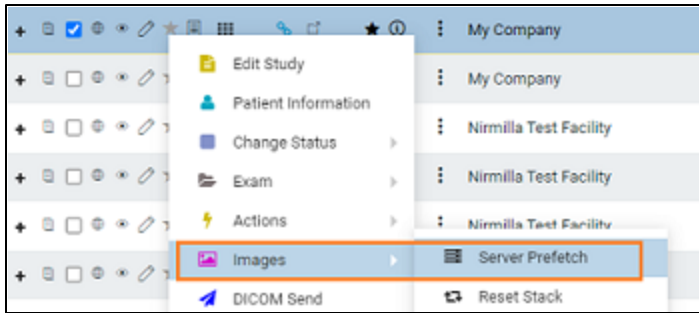 My Company
Edit Study
My Company
Patient Information
Change Status
Nirmilla Test Facility
Exam
Nirmilla Test Facility
Actions
Nirmilla Test Facility
Images
Server Prefetch
DICOM Send
Reset Stack